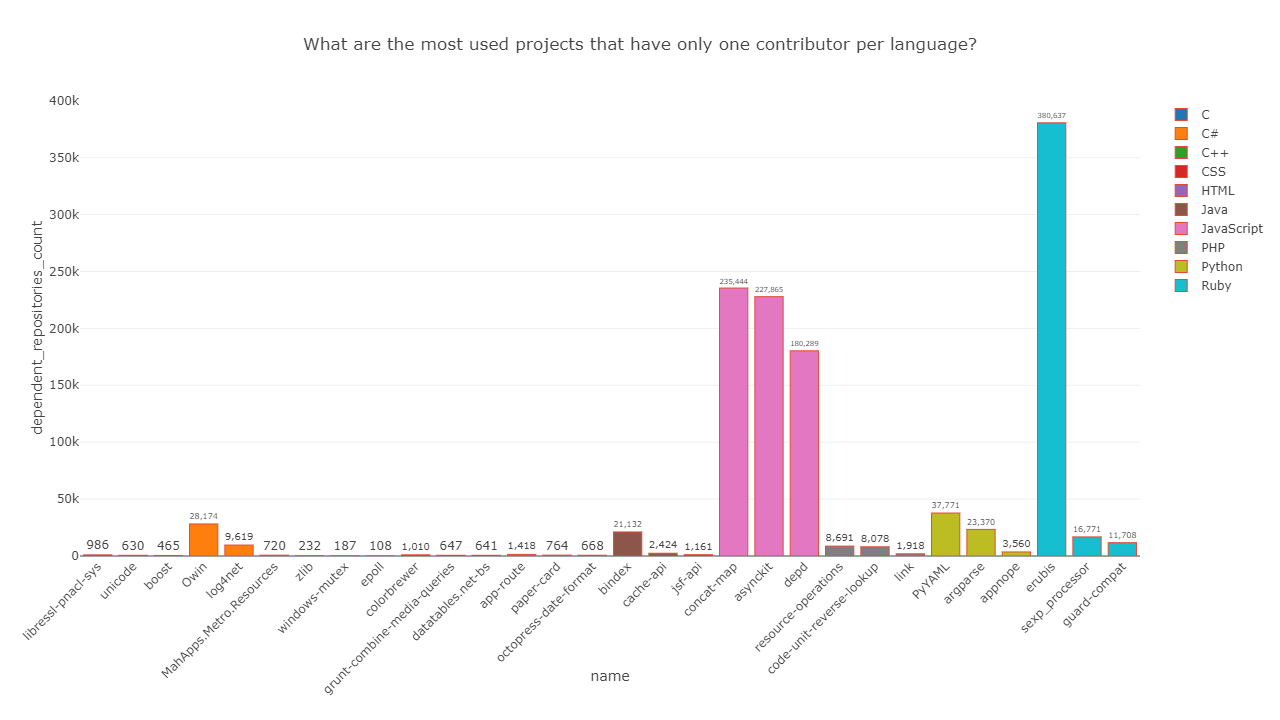 What are the most used projects that have only one contributor per language?
400k
350k
300k
250k
200k
150k
100k
50k
0
dependent_repositories_count
986
630
465
28,174
9,619
720
232
187
108
1,010
647
641
1,418
764
668
21,132
2,424
1,161
235,444
227,865
180,289
8,691
8,078
1,918
37,771
23,370
3,560
380,637
16,771
11,708
libressl-pnacl-sys
unicode
boost
Owin
log4net
MahApps.Metro.Resources
zlib
windows-mutex
epoll
colorbrewer
grunt-combine-media-queries
datatables.net-bs
app-route
paper-card
octopress-date-format
bindex
cache-api
jsf-api
concat-map
asynckit
depd
resource-operations
code-unit-reverse-lookup
link
PyYAML
argparse
appnope
erubis
sexp_processor
guard-compat
name
C
C#
C++
CSS
HTML
Java
JavaScript
PHP
Python
Ruby